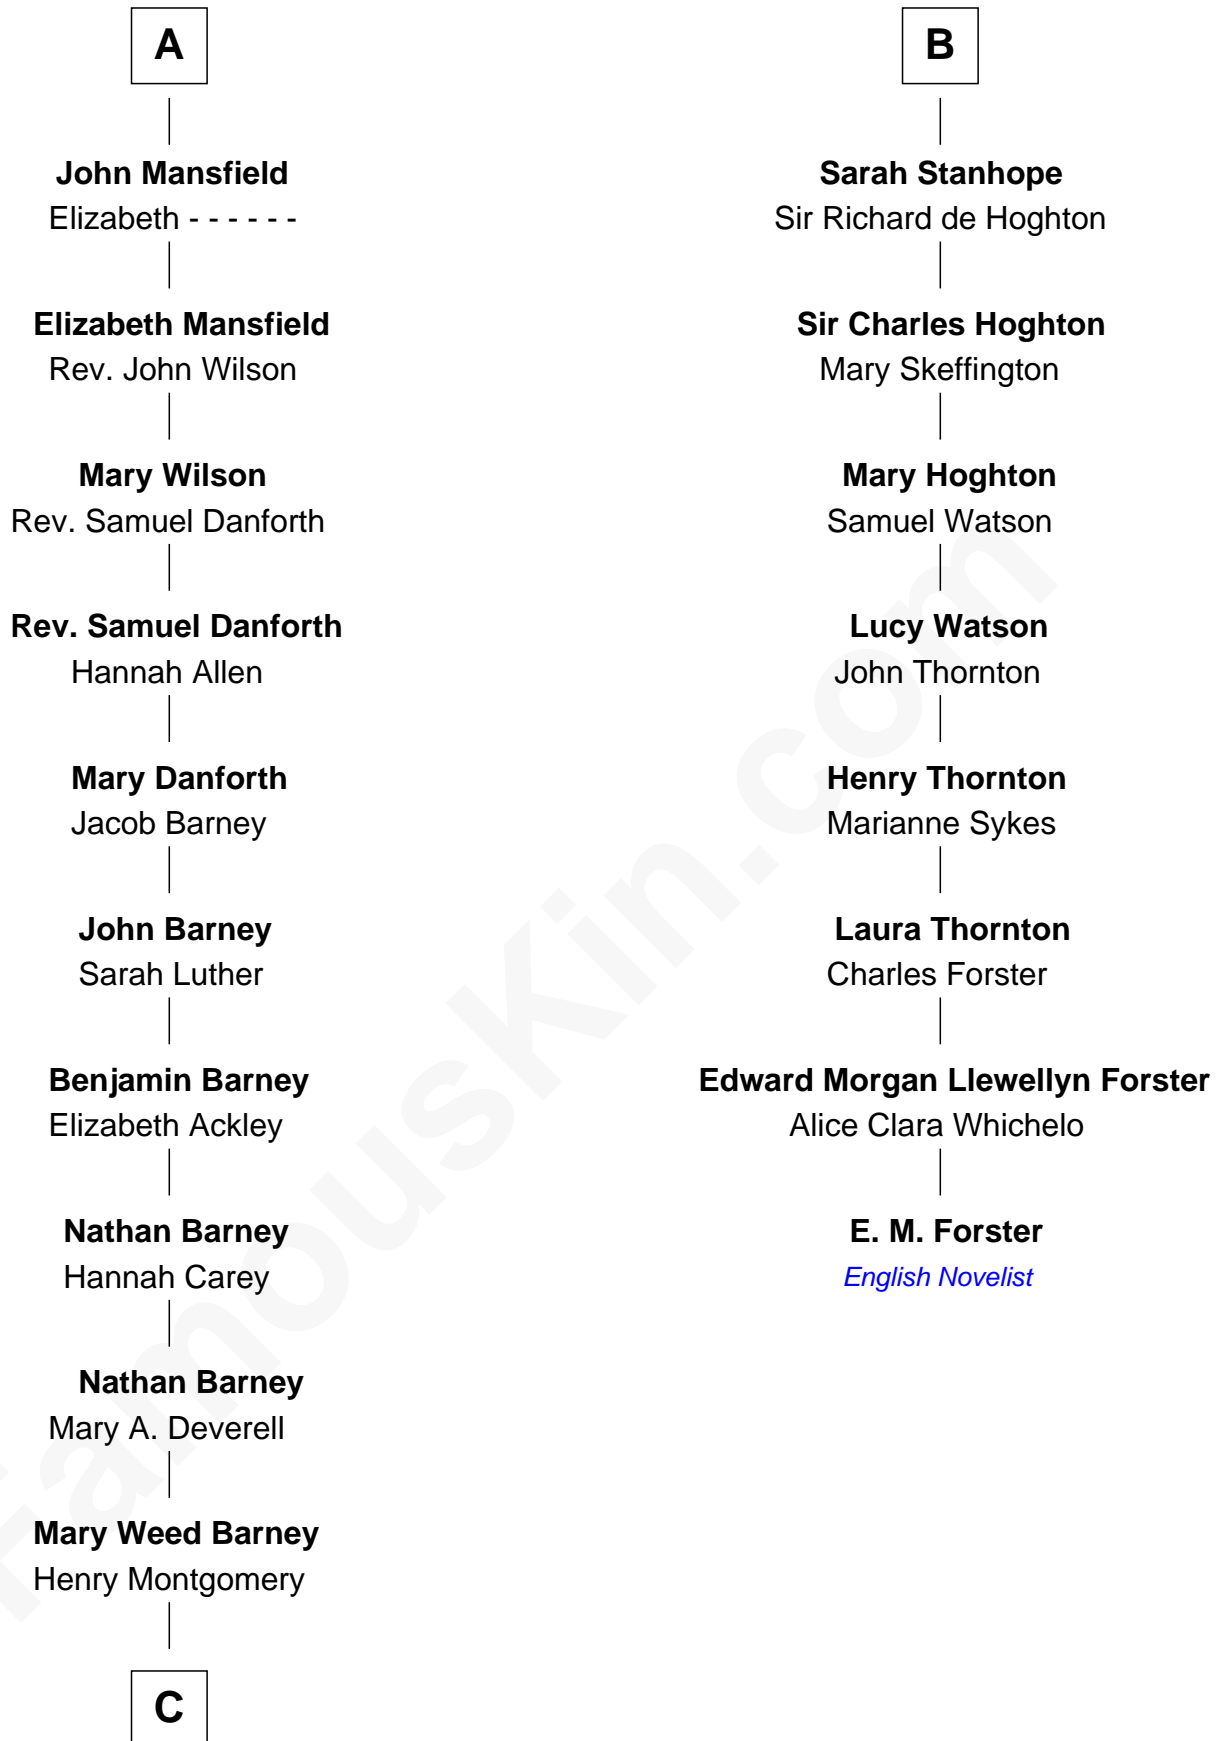 A
John Mansfield
Elizabeth - - - - - -
Elizabeth Mansfield
Rev. John Wilson
Mary Wilson
Rev. Samuel Danforth
Rev. Samuel Danforth
Hannah Allen
Mary Danforth
Jacob Barney
John Barney
Sarah Luther
Benjamin Barney
Elizabeth Ackley
Nathan Barney
Hannah Carey
Nathan Barney
Mary A. Deverell
Mary Weed Barney
Henry Montgomery
C
B
Sarah Stanhope
Sir Richard de Hoghton
Sir Charles Hoghton
Mary Skeffington
Mary Hoghton
Samuel Watson
Lucy Watson
John Thornton
Henry Thornton
Marianne Sykes
Laura Thornton
Charles Forster
Edward Morgan Llewellyn Forster
Alice Clara Whichelo
E. M. Forster
English Novelist
FamousKin.com